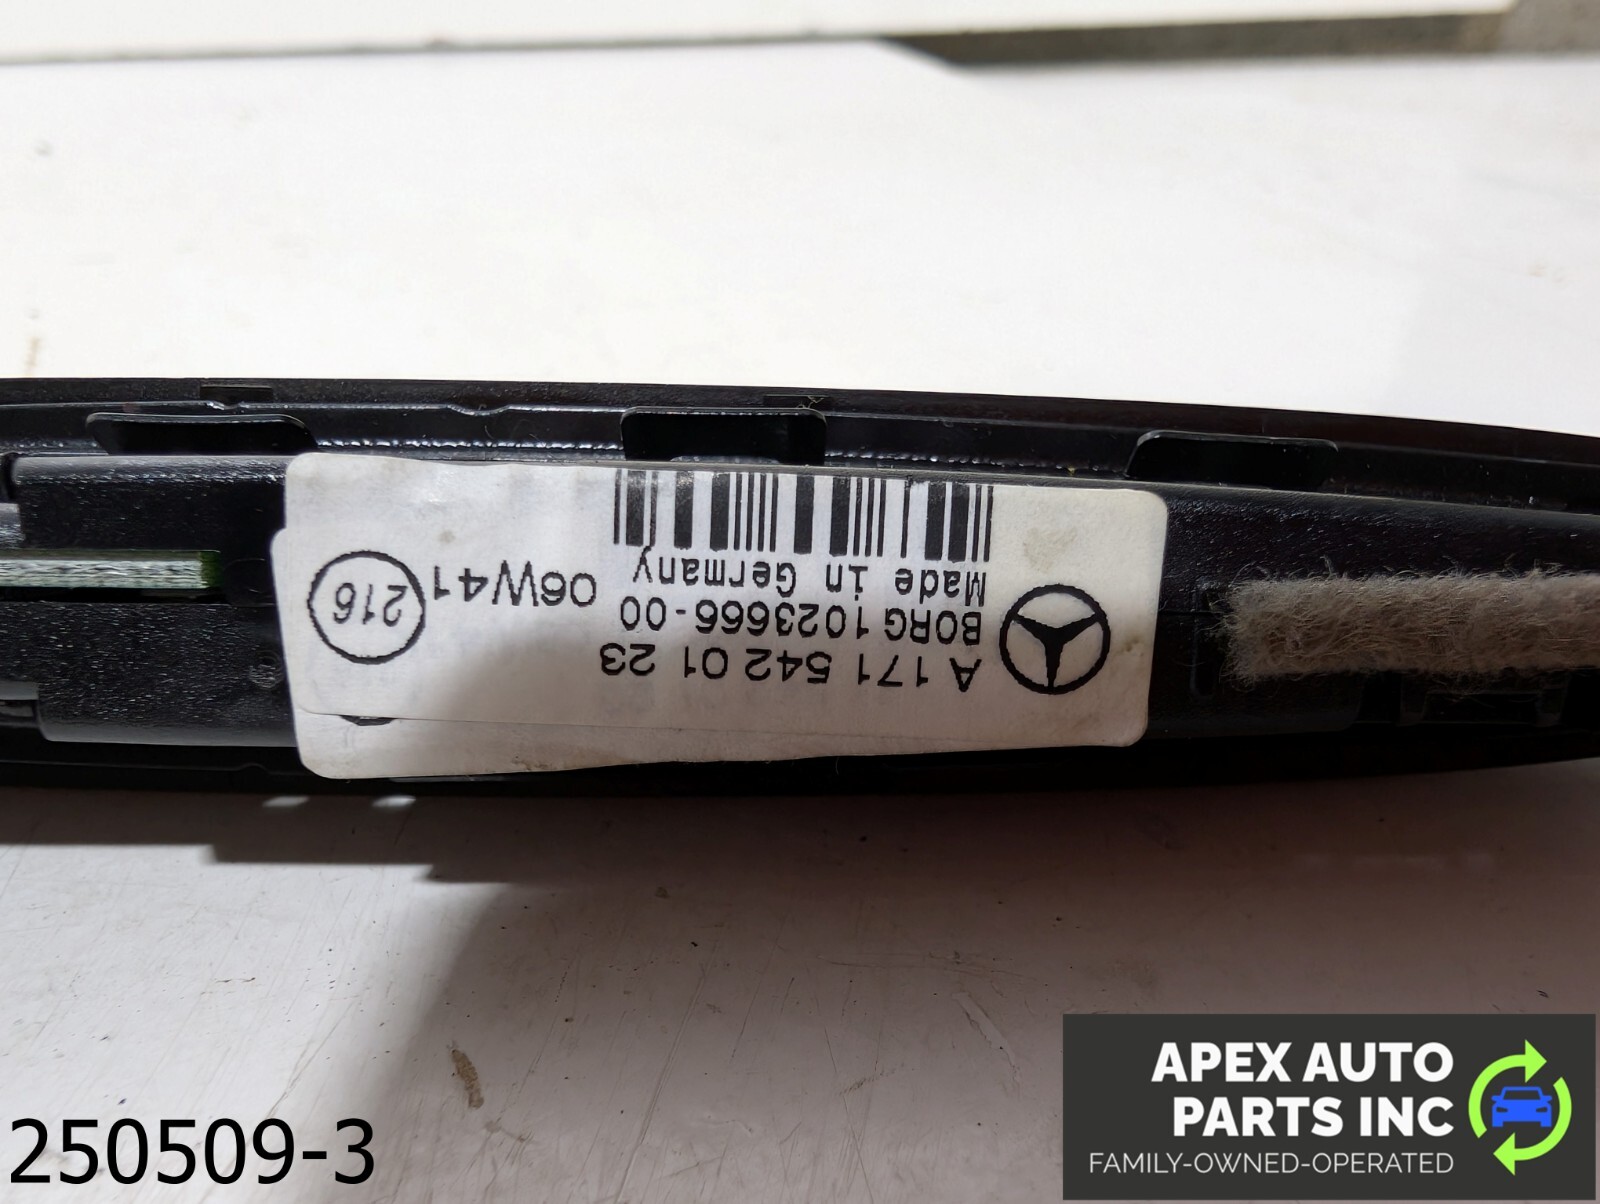 A 171 542 01 23
BORG 1023666-00
Made in Germany
06W41
216
250509-3
APEX AUTO
PARTS INC
FAMILY-OWNED-OPERATED